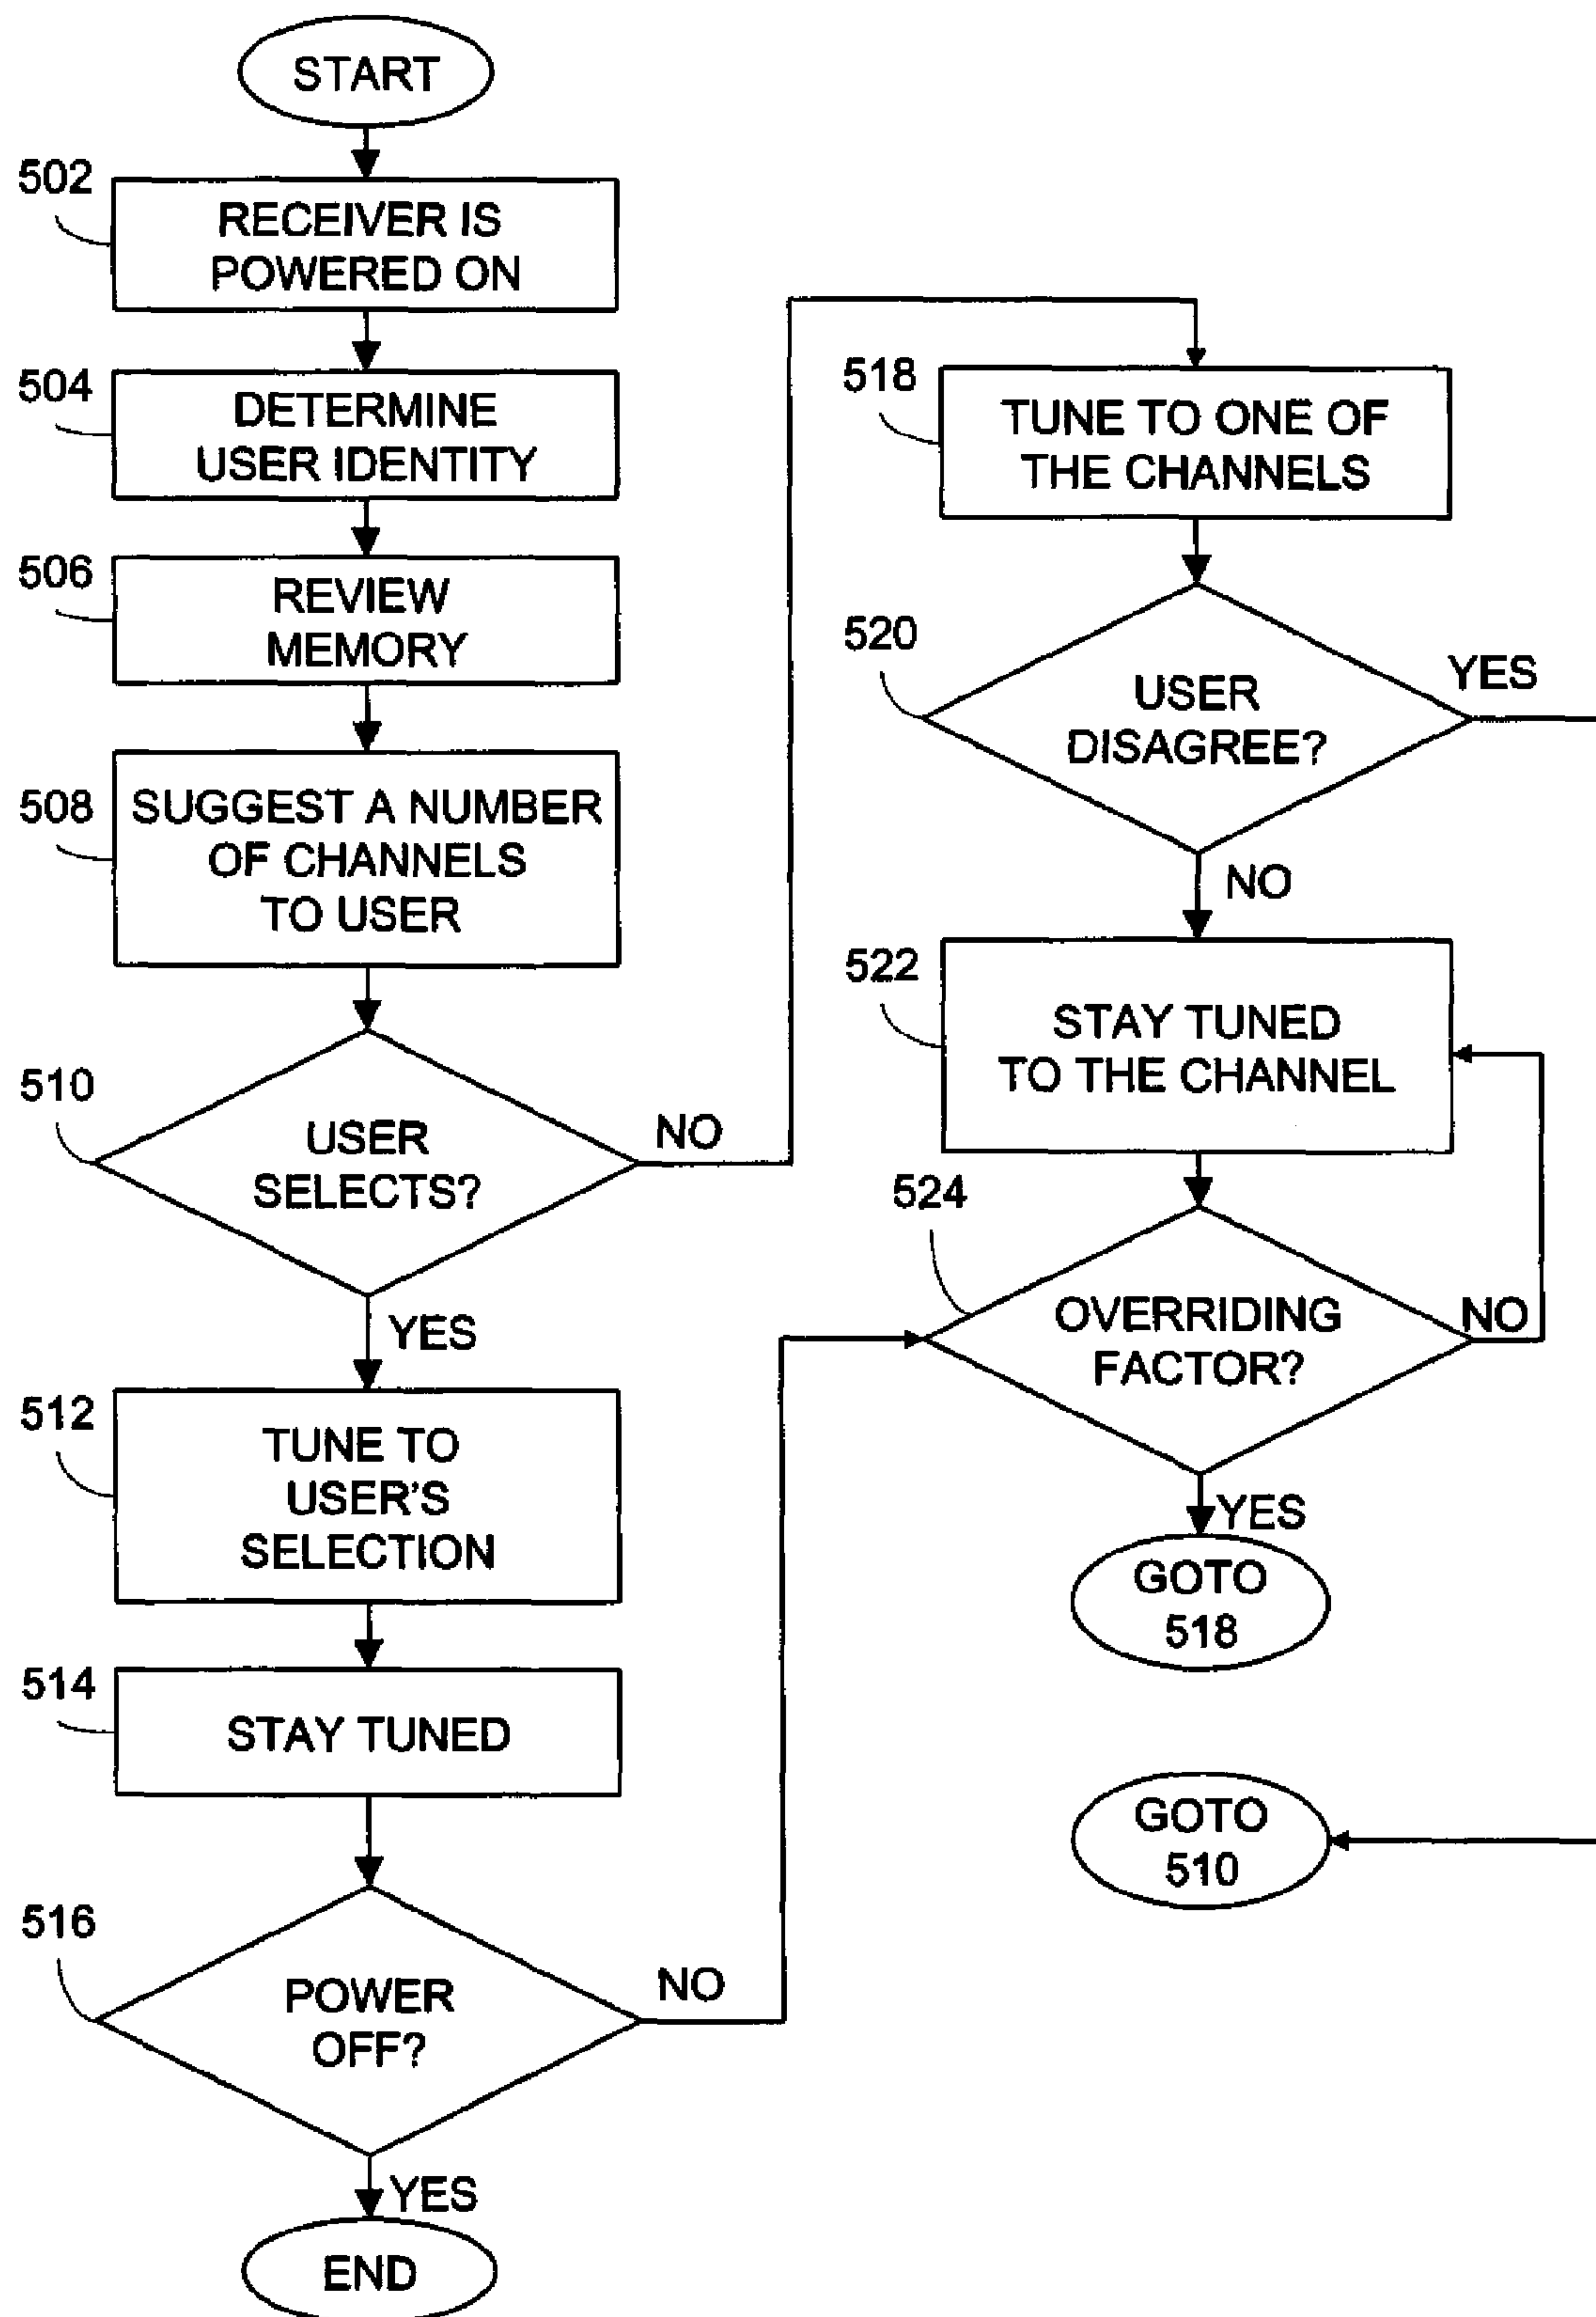 START
502
RECEIVER IS
POWERED ON
504
DETERMINE
USER IDENTITY
506
REVIEW
MEMORY
508
SUGGEST A NUMBER
OF CHANNELS
TO USER
510
USER
SELECTS?
NO
YES
512
TUNE TO
USER'S
SELECTION
514
STAY TUNED
516
POWER
OFF?
NO
YES
END
518
TUNE TO ONE OF
THE CHANNELS
520
USER
DISAGREE?
YES
NO
522
STAY TUNED
TO THE CHANNEL
524
OVERRIDING
FACTOR?
NO
YES
GOTO
518
GOTO
510